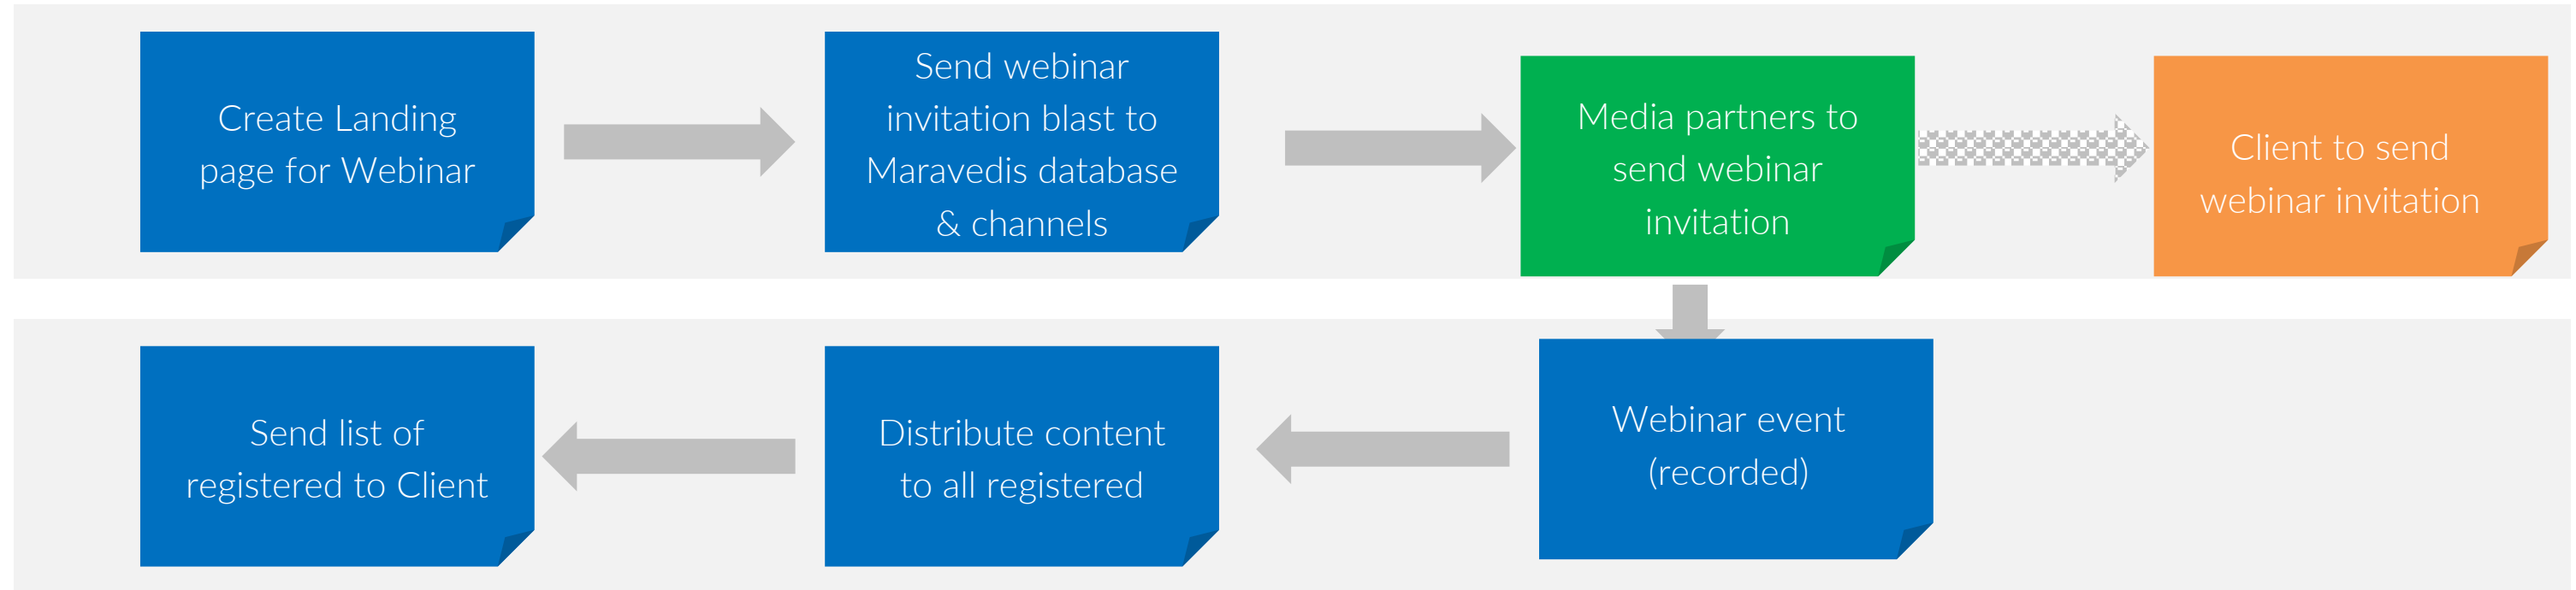 Create Landing
page for Webinar
Send webinar
invitation blast to
Maravedis database
& channels
Media partners to
send webinar
invitation
Client to send
webinar invitation
Send list of
registered to Client
Distribute content
to all registered
Webinar event
(recorded)